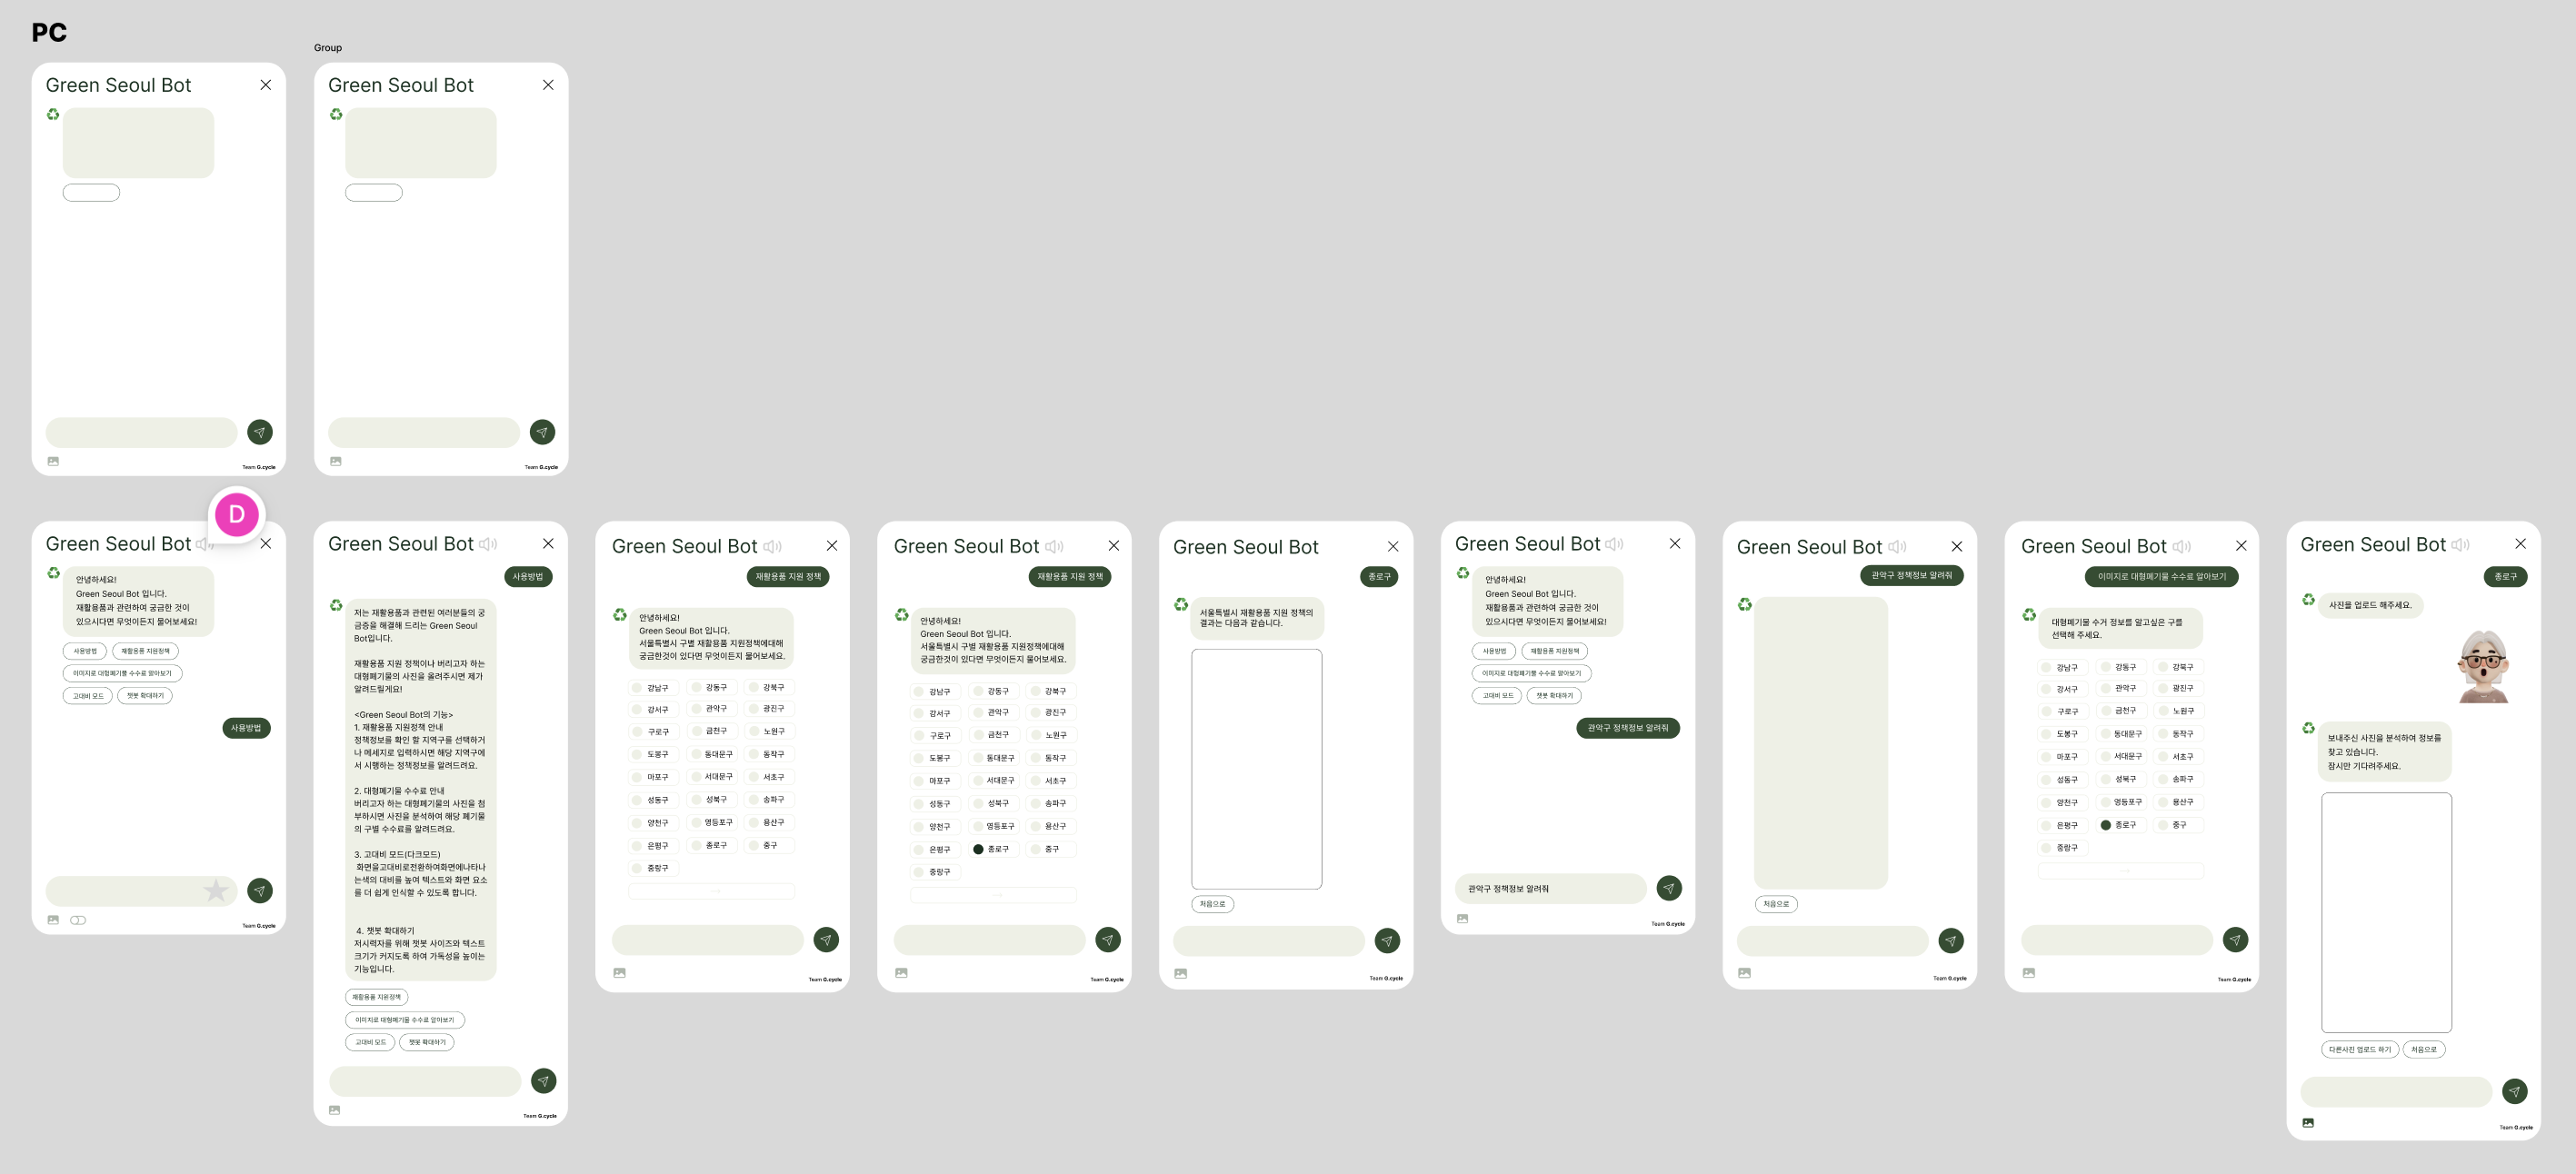 PC
Group
Green Seoul Bot
Team G.cycle
Green Seoul Bot
Team G.cycle
D
Green Seoul Bot
안녕하세요!
Green Seoul Bot 입니다.
재활용품과 관련하여 궁금한 것이
있으시다면 무엇이든지 물어보세요!
사용방법
재활용품 지원정책
이미지로 대형폐기물 수수료 알아보기
고대비 모드
챗봇 확대하기
사용방법
Team G.cycle
Green Seoul Bot
사용방법
저는 재활용품과 관련된 여러분들의 궁
금증을 해결해 드리는 Green Seoul
Bot입니다.
재활용품 지원 정책이나 버리고자 하는
대형폐기물의 사진을 올려주시면 제가
알려드릴게요!
<Green Seoul Bot의 기능>
1. 재활용품 지원정책 안내
정책정보를 확인 할 지역구를 선택하거
나 메세지로 입력하시면 해당 지역구에
서 시행하는 정책정보를 알려드려요.
2. 대형폐기물 수수료 안내
버리고자 하는 대형폐기물의 사진을 첨
부하시면 사진을 분석하여 해당 폐기물
의 구별 수수료를 알려드려요.
3. 고대비 모드(다크모드)
화면을고대비로전환하여화면에나타나
는색의 대비를 높여 텍스트와 화면 요소
를 더 쉽게 인식할 수 있도록 합니다.
4. 챗봇 확대하기
저시력자를 위해 챗봇 사이즈와 텍스트
크기가 커지도록 하여 가독성을 높이는
기능입니다.
재활용품 지원정책
이미지로 대형폐기물 수수료 알아보기
고대비 모드
챗봇 확대하기
Team G.cycle
Green Seoul Bot
재활용품 지원 정책
안녕하세요!
Green Seoul Bot 입니다.
서울특별시 구별 재활용품 지원정책에대해
궁금한것이 있다면 무엇이든지 물어보세요.
강남구 강동구 강북구
강서구 관악구 광진구
구로구 금천구 노원구
도봉구 동대문구 동작구
마포구 서대문구 서초구
성동구 성북구 송파구
양천구 영등포구 용산구
은평구 종로구 중구
중랑구
Team G.cycle
Green Seoul Bot
재활용품 지원 정책
안녕하세요!
Green Seoul Bot 입니다.
서울특별시 구별 재활용품 지원정책에대해
궁금한것이 있다면 무엇이든지 물어보세요.
강남구 강동구 강북구
강서구 관악구 광진구
구로구 금천구 노원구
도봉구 동대문구 동작구
마포구 서대문구 서초구
성동구 성북구 송파구
양천구 영등포구 용산구
은평구 종로구 중구
중랑구
Team G.cycle
Green Seoul Bot
종로구
서울특별시 재활용품 지원 정책의
결과는 다음과 같습니다.
처음으로
Team G.cycle
Green Seoul Bot
안녕하세요!
Green Seoul Bot 입니다.
재활용품과 관련하여 궁금한 것이
있으시다면 무엇이든지 물어보세요!
사용방법
재활용품 지원정책
이미지로 대형폐기물 수수료 알아보기
고대비 모드
챗봇 확대하기
관악구 정책정보 알려줘
관악구 정책정보 알려줘
Team G.cycle
Green Seoul Bot
관악구 정책정보 알려줘
처음으로
Team G.cycle
Green Seoul Bot
이미지로 대형폐기물 수수료 알아보기
대형폐기물 수거 정보를 알고싶은 구를
선택해 주세요.
강남구 강동구 강북구
강서구 관악구 광진구
구로구 금천구 노원구
도봉구 동대문구 동작구
마포구 서대문구 서초구
성동구 성북구 송파구
양천구 영등포구 용산구
은평구 종로구 중구
중랑구
Team G.cycle
Green Seoul Bot
종로구
사진을 업로드 해주세요.
보내주신 사진을 분석하여 정보를
찾고 있습니다.
잠시만 기다려주세요.
다른사진 업로드 하기
처음으로
Team G.cycle